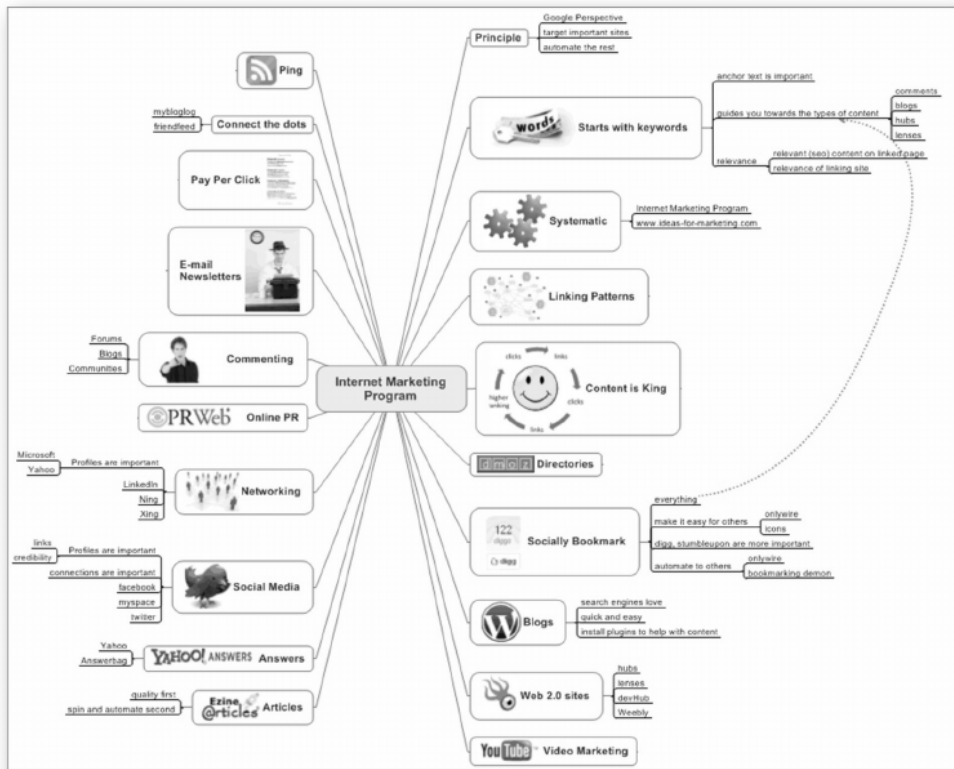 Internet Marketing
Program
Principle
Google Perspective
target important sites
automate the rest
words
Starts with keywords
anchor text is important
guides you towards the types of content
comments
blogs
hubs
lenses
relevance
relevant (seo) content on linked page
relevance of linking site
Systematic
Internet Marketing Program
www.ideas-for-marketing.com
Linking Patterns
clicks
links
clicks
links
higher
ranking
Content is King
dmoz
Directories
122
diggs
digg
Socially Bookmark
everything
make it easy for others
onlywire
icons
digg, stumbleupon are more important
automate to others
onlywire
bookmarking demon
Blogs
search engines love
quick and easy
install plugins to help with content
Web 2.0 sites
hubs
lenses
devHub
Weebly
YouTube
Video Marketing
Ping
Connect the dots
mybloglog
friendfeed
Pay Per Click
E-mail
Newsletters
Commenting
Forums
Blogs
Communities
PRWeb
Online PR
Networking
Profiles are important
Microsoft
Yahoo
LinkedIn
Ning
Xing
Social Media
Profiles are important
links
credibility
connections are important
facebook
myspace
twitter
YAHOO! ANSWERS
Answers
Yahoo
Answerbag
Ezine
@rticles
Articles
quality first
spin and automate second